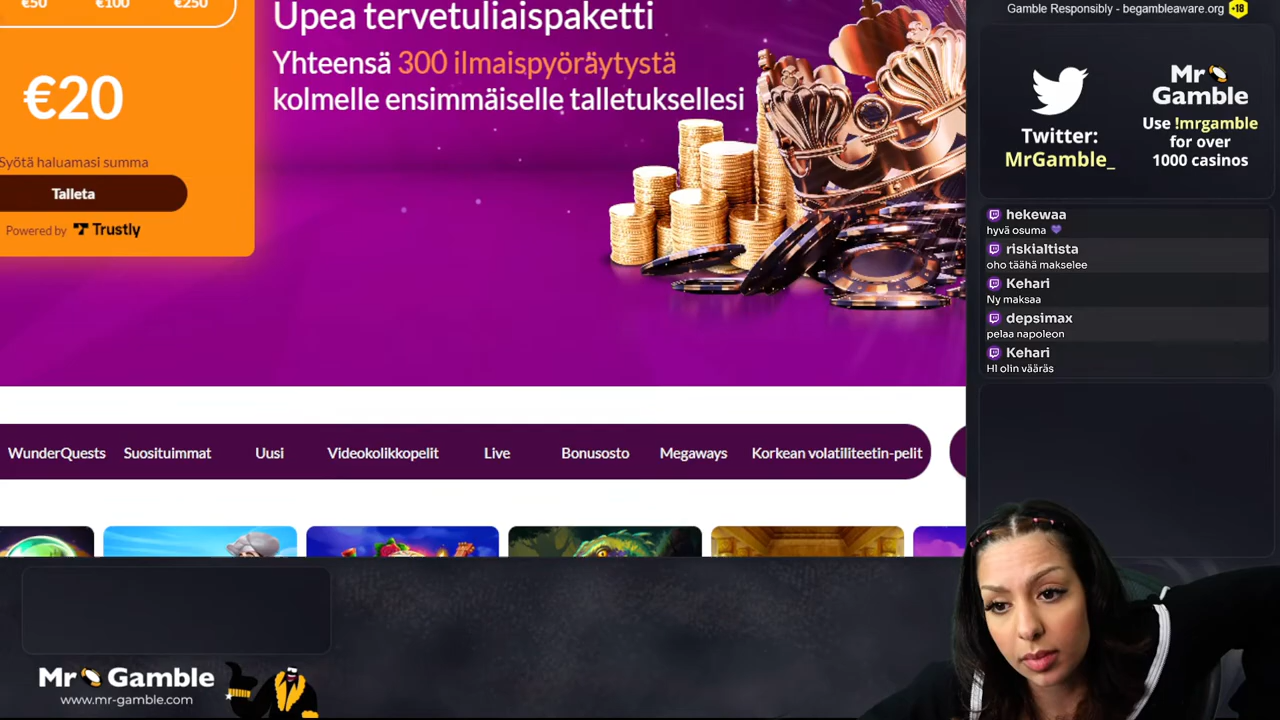 €50 €100 €250
€20
Syötä haluamasi summa
Talleta
Powered by Trustly
Upea tervetuliaispaketti
Yhteensä 300 ilmaispyöräytystä
kolmelle ensimmäiselle talletuksellesi
WunderQuests Suosituimmat Uusi Videokolikkopelit Live Bonusosto Megaways Korkean volatiliteetin-pelit
Gamble Responsibly - begambleaware.org +18
Twitter:
MrGamble_
Mr Gamble
Use !mrgamble
for over
1000 casinos
hekewaa
hyvä osuma 💜
riskialtista
oho täähä makselee
Kehari
Ny maksaa
depsimax
pelaa napoleon
Kehari
HI olin vääräs
Mr Gamble
www.mr-gamble.com